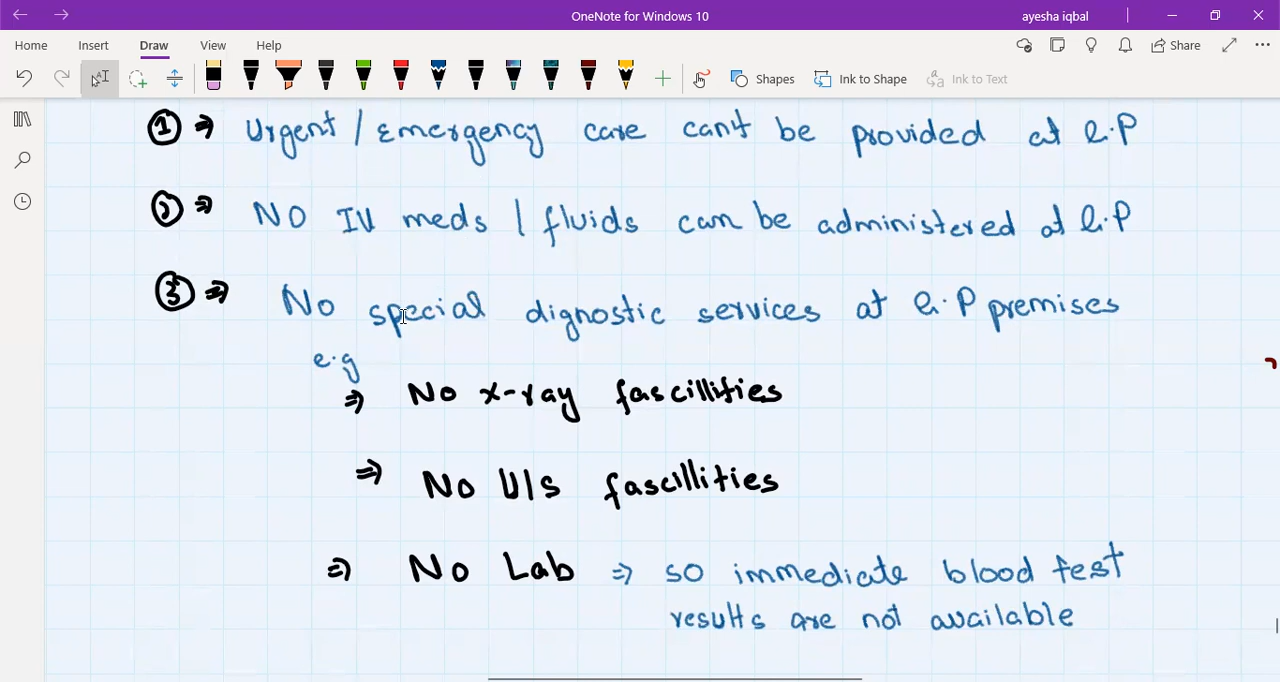 OneNote for Windows 10
ayesha iqbal
Home Insert Draw View Help
Share
Shapes Ink to Shape Ink to Text
① ⇒ Urgent / Emergency care can't be provided at G.P
② ⇒ NO IV meds / fluids can be administered at G.P
③ ⇒ No special dignostic services at G.P premises
e.g
⇒ No x-ray fascillities
⇒ No U/s fascillities
⇒ No Lab ⇒ so immediate blood test
results are not available